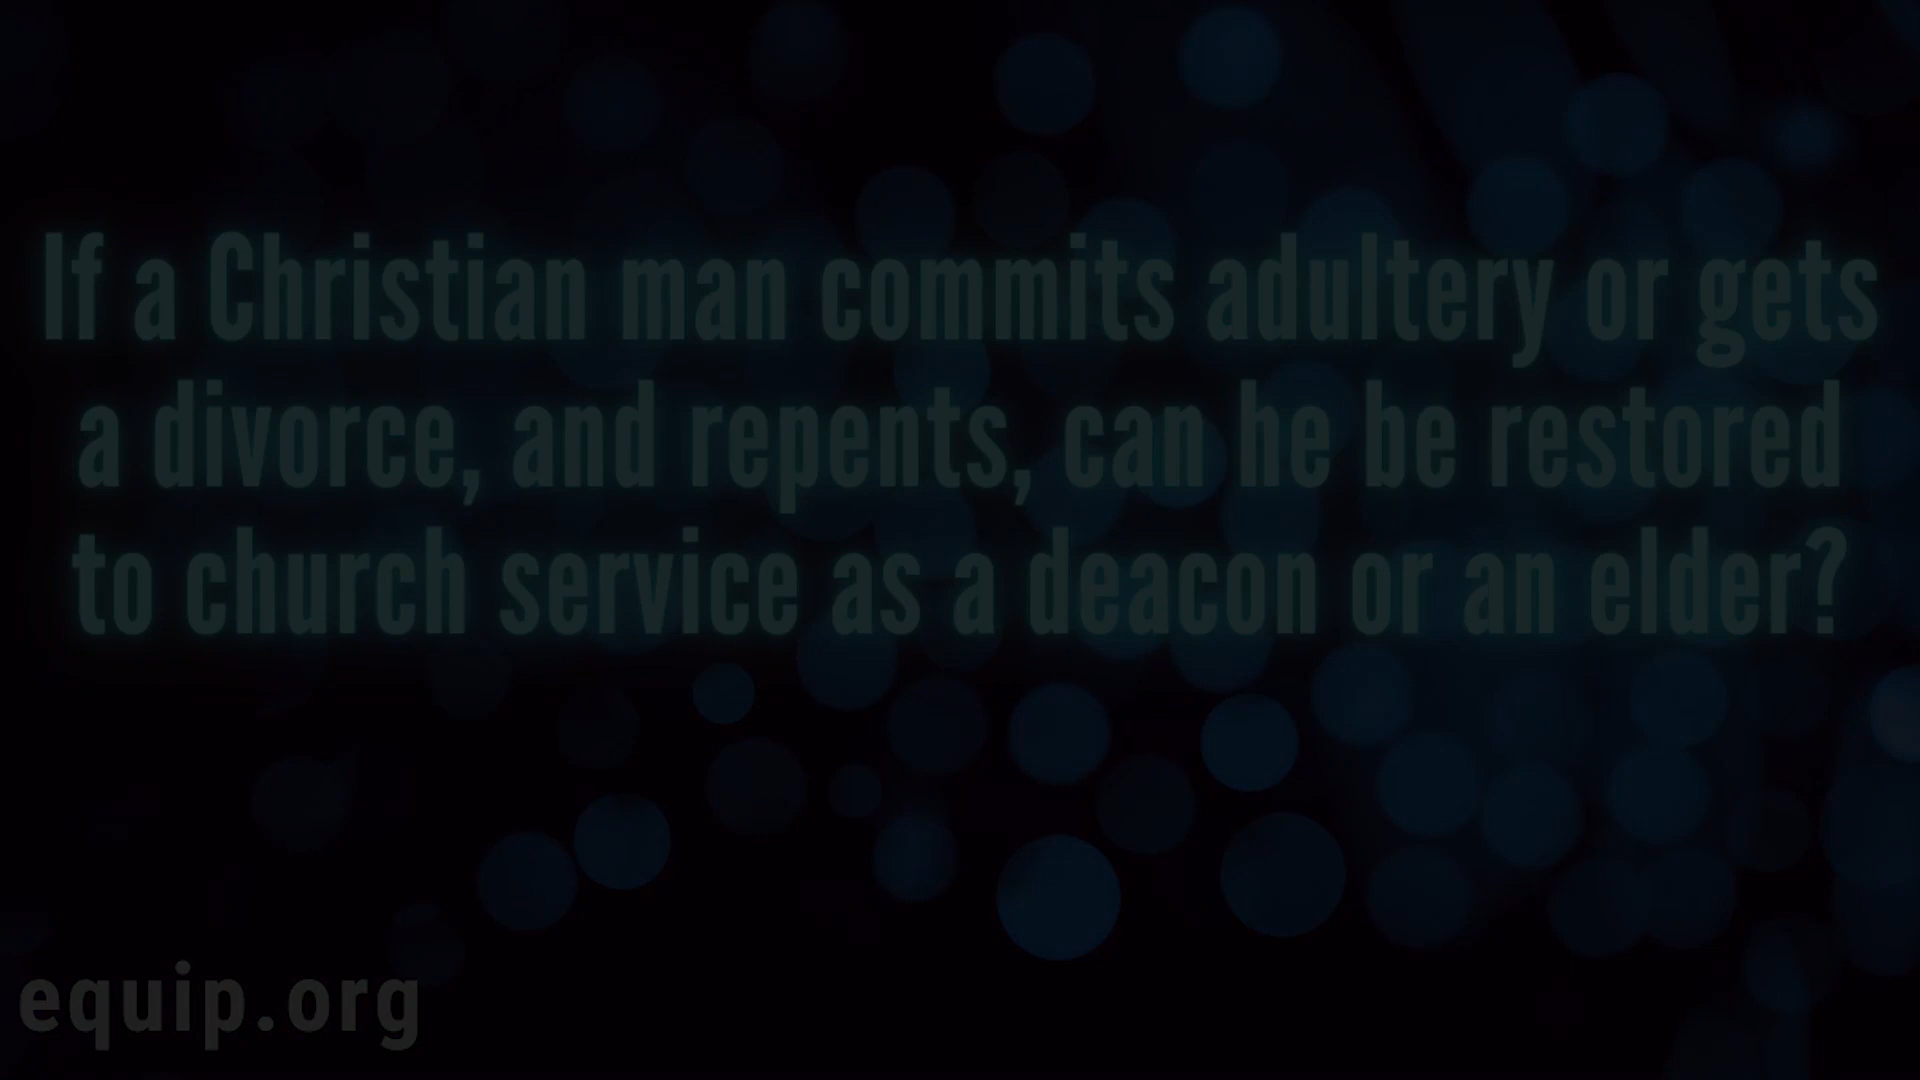 If a Christian man commits adultery or gets
a divorce, and repents, can he be restored
to church service as a deacon or an elder?
equip.org